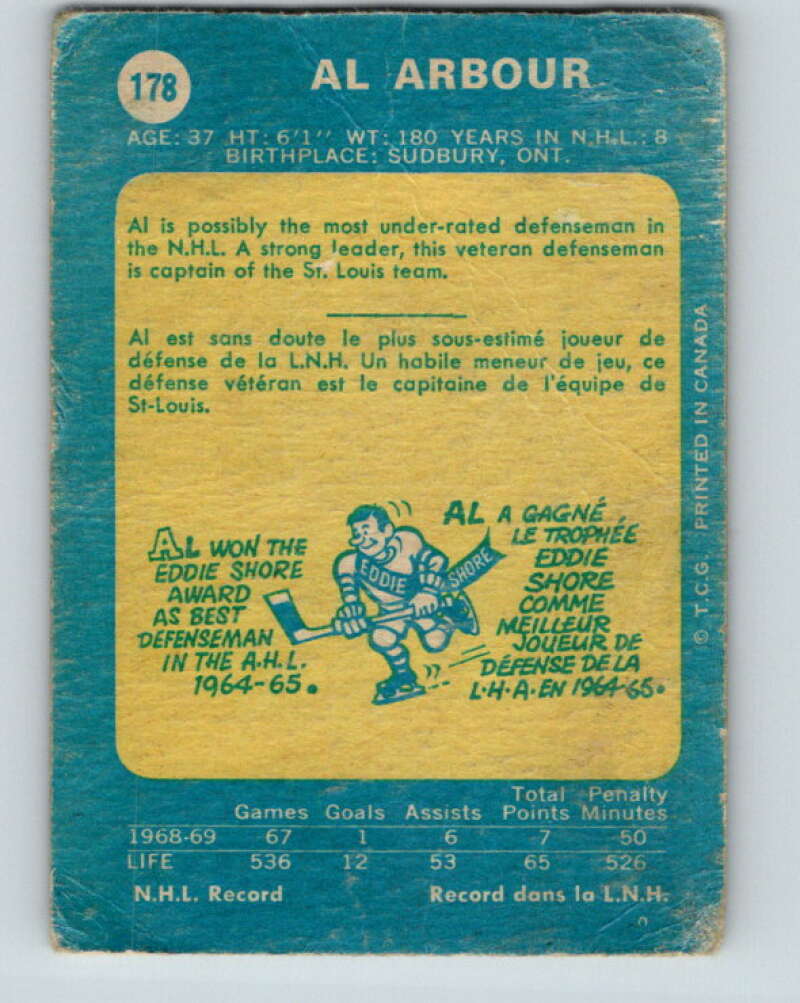 178
AL ARBOUR
AGE: 37 HT: 6'1" WT: 180 YEARS IN N.H.L.: 8
BIRTHPLACE: SUDBURY, ONT.
Al is possibly the most under-rated defenseman in
the N.H.L. A strong leader, this veteran defenseman
is captain of the St. Louis team.
Al est sans doute le plus sous-estimé joueur de
défense de la L.N.H. Un habile meneur de jeu, ce
défense vétéran est le capitaine de l'équipe de
St-Louis.
AL WON THE
EDDIE SHORE
AWARD
AS BEST
DEFENSEMAN
IN THE A.H.L.
1964-65.
EDDIE SHORE
AL A GAGNÉ
LE TROPHÉE
EDDIE
SHORE
COMME
MEILLEUR
JOUEUR DE
DÉFENSE DE LA
L.H.A. EN 1964-65.
© T.C.G. PRINTED IN CANADA
Games Goals Assists Total Points Penalty Minutes
1968-69 67 1 6 7 50
LIFE 536 12 53 65 526
N.H.L. Record Record dans la L.N.H.